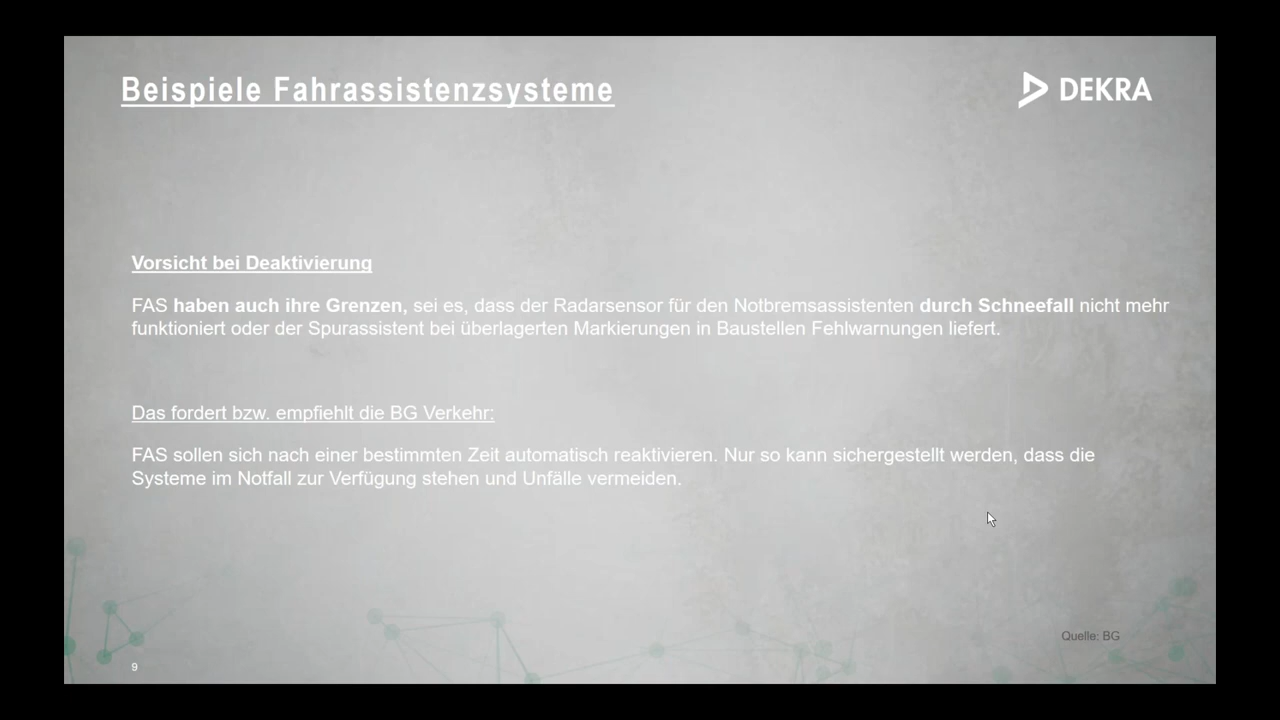 Beispiele Fahrassistenzsysteme
DEKRA
Vorsicht bei Deaktivierung
FAS haben auch ihre Grenzen, sei es, dass der Radarsensor für den Notbremsassistenten durch Schneefall nicht mehr
funktioniert oder der Spurassistent bei überlagerten Markierungen in Baustellen Fehlwarnungen liefert.
Das fordert bzw. empfiehlt die BG Verkehr:
FAS sollen sich nach einer bestimmten Zeit automatisch reaktivieren. Nur so kann sichergestellt werden, dass die
Systeme im Notfall zur Verfügung stehen und Unfälle vermeiden.
Quelle: BG
9